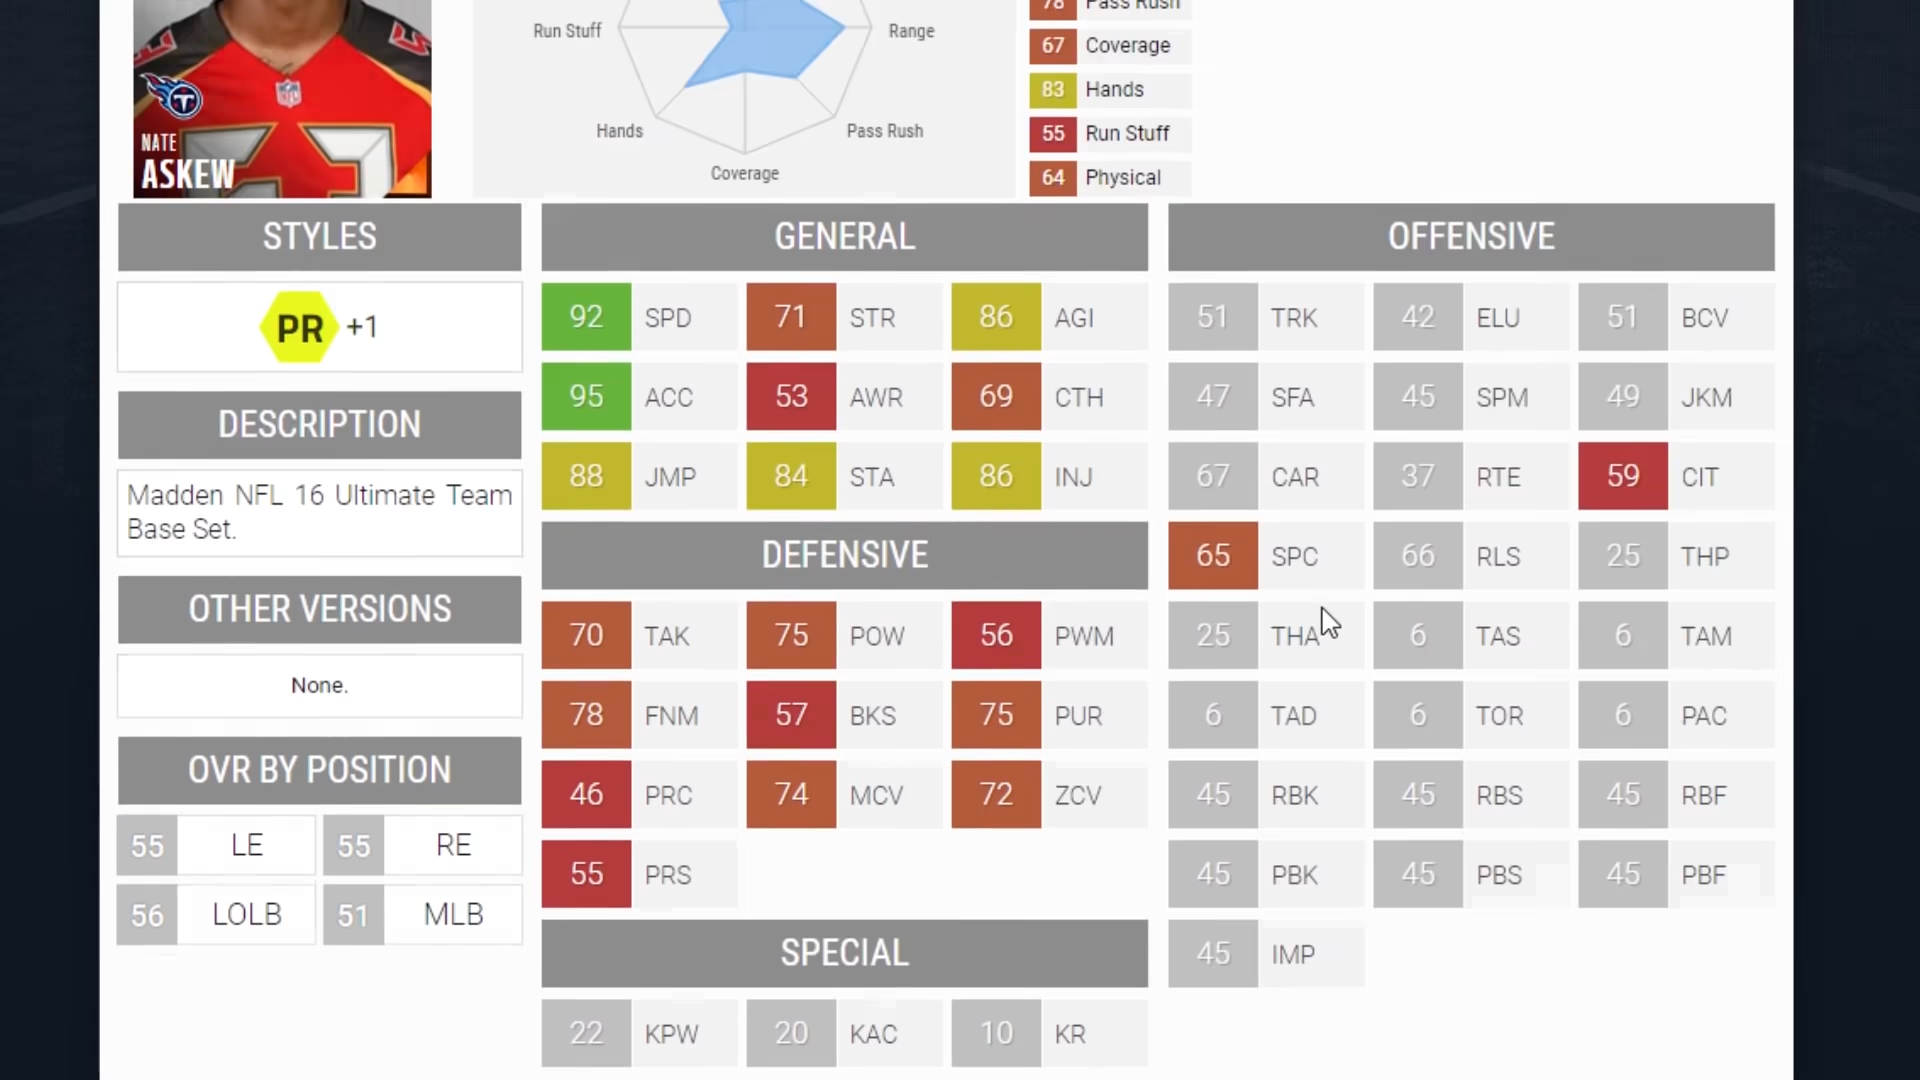 Run Stuff
Range
Hands
Pass Rush
Coverage
78 Pass Rush
67 Coverage
83 Hands
55 Run Stuff
64 Physical
NFL
NATE
ASKEW
STYLES
PR +1
DESCRIPTION
Madden NFL 16 Ultimate Team
Base Set.
OTHER VERSIONS
None.
OVR BY POSITION
55 LE 55 RE
56 LOLB 51 MLB
GENERAL
92 SPD 71 STR 86 AGI
95 ACC 53 AWR 69 CTH
88 JMP 84 STA 86 INJ
DEFENSIVE
70 TAK 75 POW 56 PWM
78 FNM 57 BKS 75 PUR
46 PRC 74 MCV 72 ZCV
55 PRS
SPECIAL
22 KPW 20 KAC 10 KR
OFFENSIVE
51 TRK 42 ELU 51 BCV
47 SFA 45 SPM 49 JKM
67 CAR 37 RTE 59 CIT
65 SPC 66 RLS 25 THP
25 THA 6 TAS 6 TAM
6 TAD 6 TOR 6 PAC
45 RBK 45 RBS 45 RBF
45 PBK 45 PBS 45 PBF
45 IMP